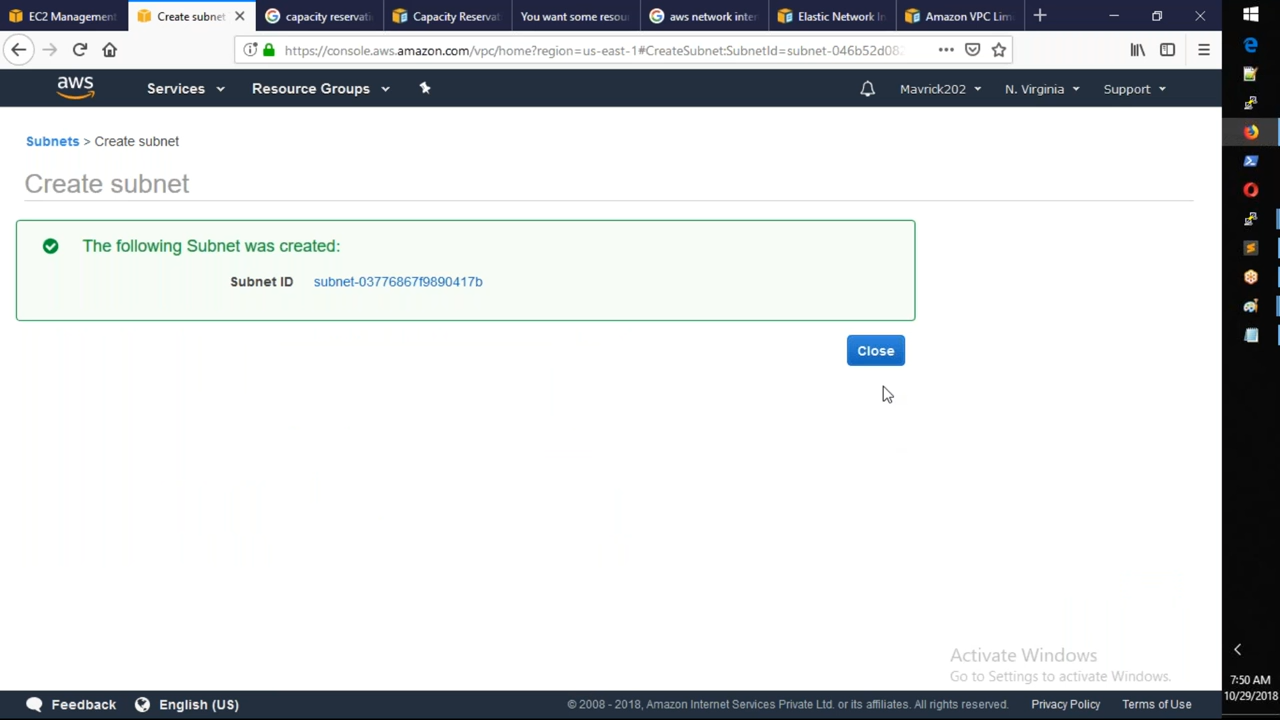 EC2 Management
Create subnet
capacity reservati
Capacity Reservat
You want some resou
aws network inter
Elastic Network In
Amazon VPC Lim
https://console.aws.amazon.com/vpc/home?region=us-east-1#CreateSubnet:SubnetId=subnet-046b52d082
aws
Services
Resource Groups
Mavrick202
N. Virginia
Support
Subnets > Create subnet
Create subnet
The following Subnet was created:
Subnet ID subnet-03776867f9890417b
Close
Activate Windows
Go to Settings to activate Windows.
Feedback
English (US)
© 2008 - 2018, Amazon Internet Services Private Ltd. or its affiliates. All rights reserved.
Privacy Policy
Terms of Use
7:50 AM
10/29/2018